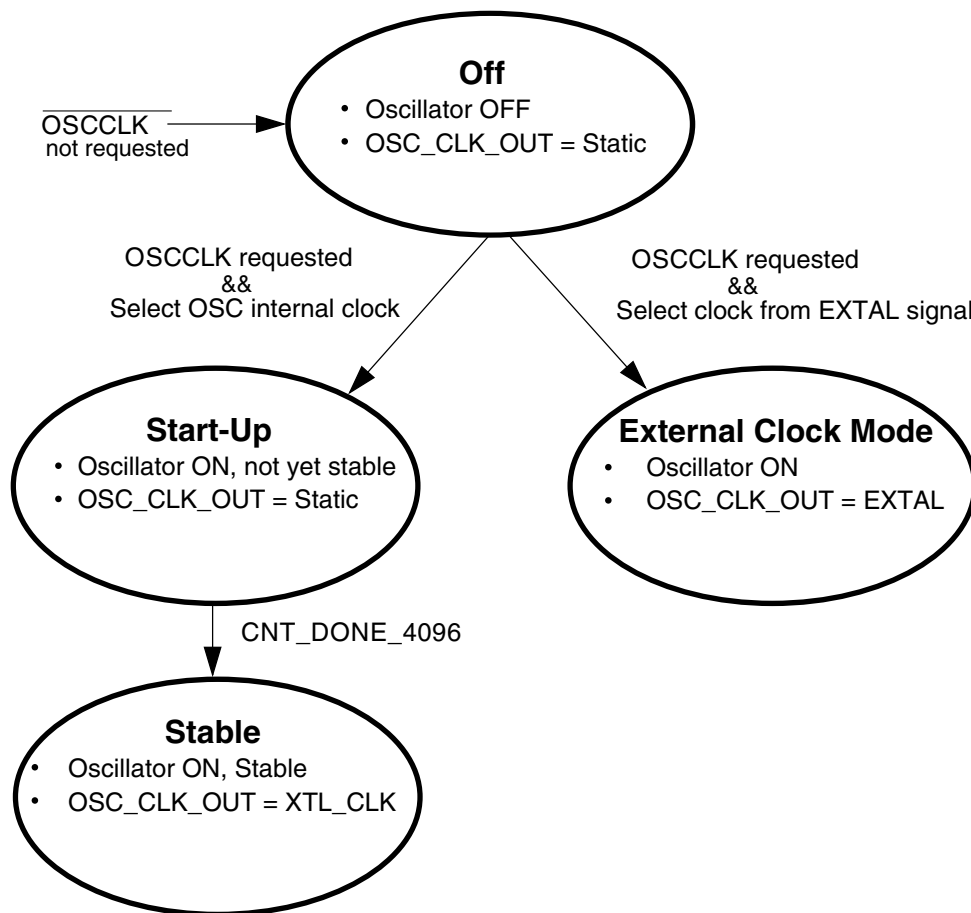 Off
• Oscillator OFF
• OSC_CLK_OUT = Static
OSCCLK
not requested
OSCCLK requested
&&
Select OSC internal clock
OSCCLK requested
&&
Select clock from EXTAL signal
Start-Up
• Oscillator ON, not yet stable
• OSC_CLK_OUT = Static
External Clock Mode
• Oscillator ON
• OSC_CLK_OUT = EXTAL
CNT_DONE_4096
Stable
• Oscillator ON, Stable
• OSC_CLK_OUT = XTL_CLK